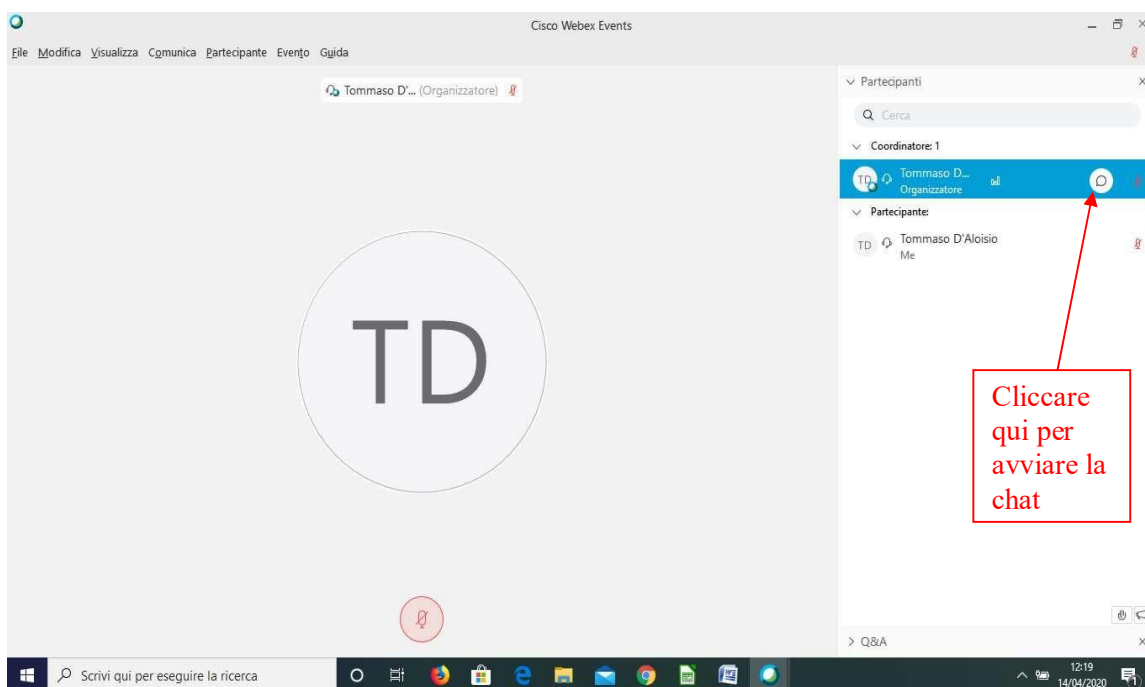 Cisco Webex Events
File Modifica Visualizza Comunica Partecipante Evento Guida
Tommaso D'... (Organizzatore)
Partecipanti
Cerca
Coordinatore: 1
TD Tommaso D...
Organizzatore
Partecipante:
TD Tommaso D'Aloisio
Me
TD
Cliccare
qui per
avviare la
chat
Q&A
Scrivi qui per eseguire la ricerca
12:19
14/04/2020